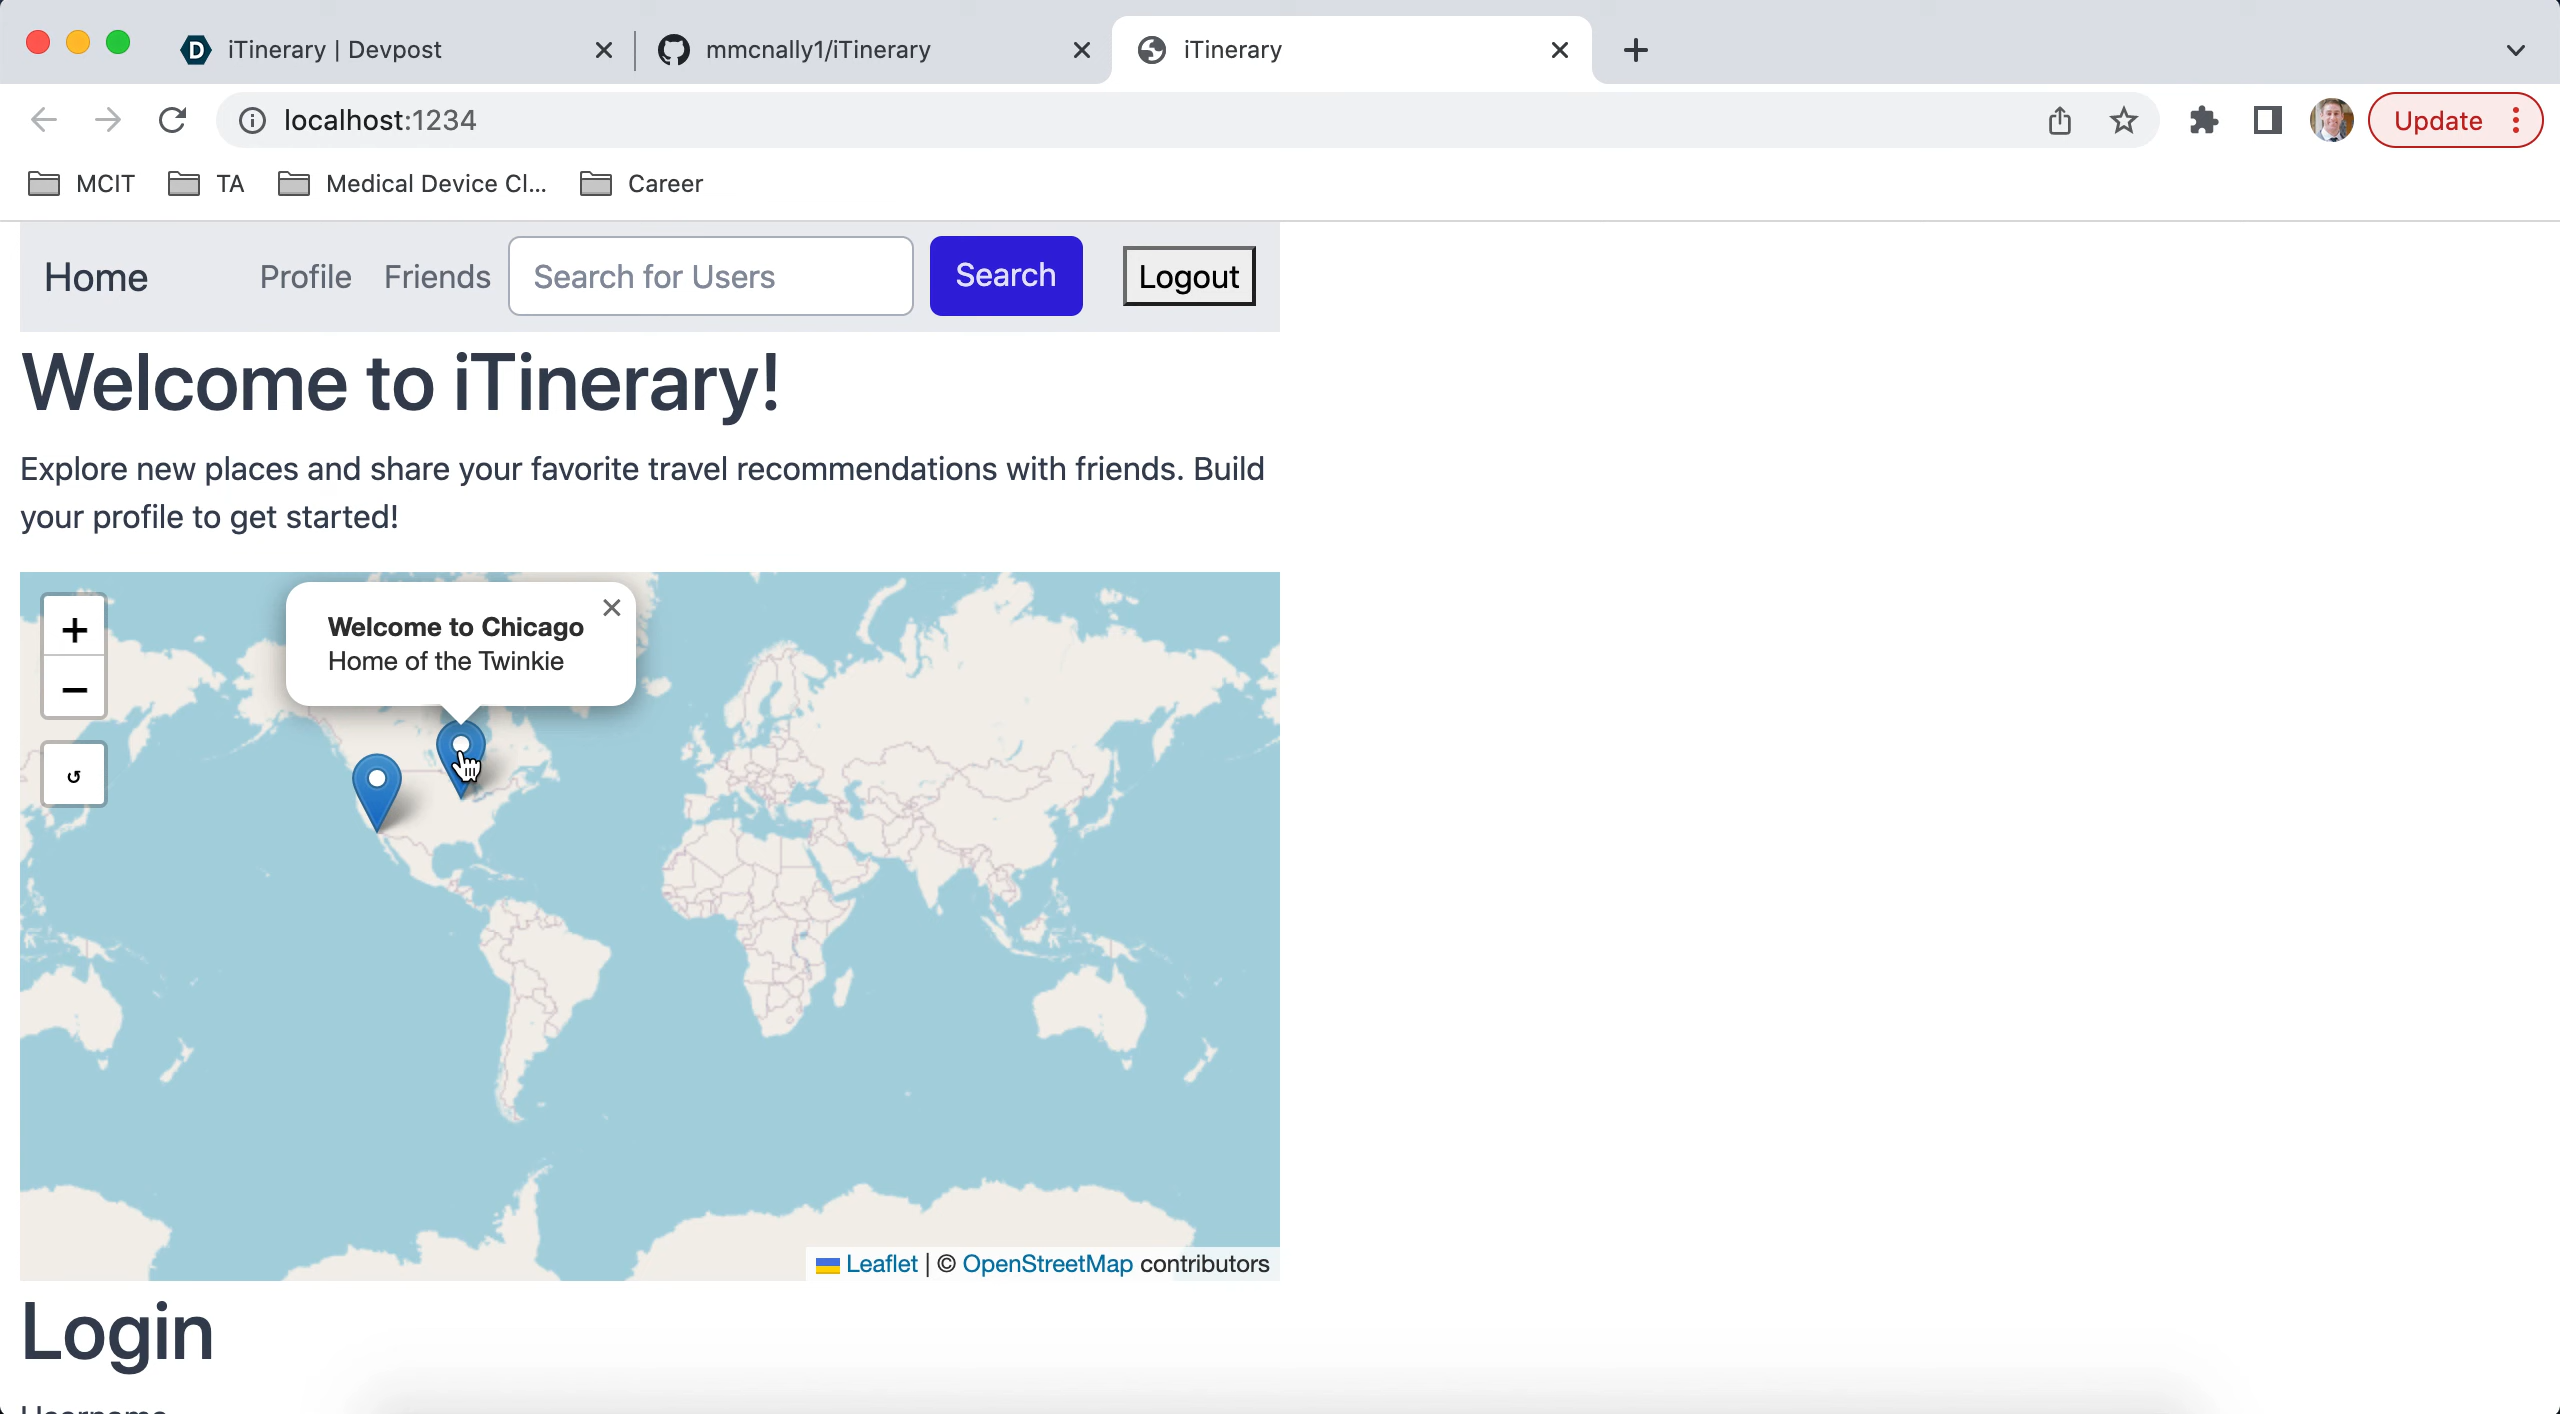 iTinerary | Devpost
mmcnally1/iTinerary
iTinerary
localhost:1234
Update
MCIT
TA
Medical Device Cl...
Career
Home
Profile
Friends
Search for Users
Search
Logout
Welcome to iTinerary!
Explore new places and share your favorite travel recommendations with friends. Build
your profile to get started!
+
−
↺
Welcome to Chicago
Home of the Twinkie
Leaflet | © OpenStreetMap contributors
Login